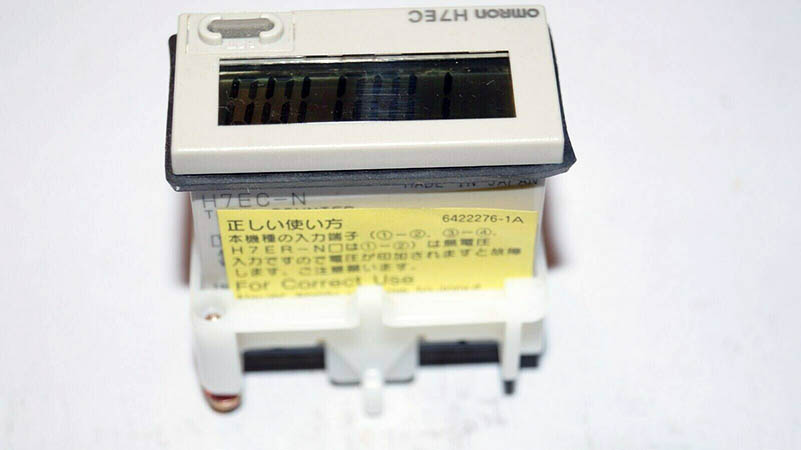 omron H7EC
MADE IN JAPAN
H7EC-N
正しい使い方
6422276-1A
本機種の入力端子(①-②、③-④、
H7ER-N□は①-②)は無電圧
入力ですので電圧が印加されますと故障
します。ご注意願います。
For Correct Use